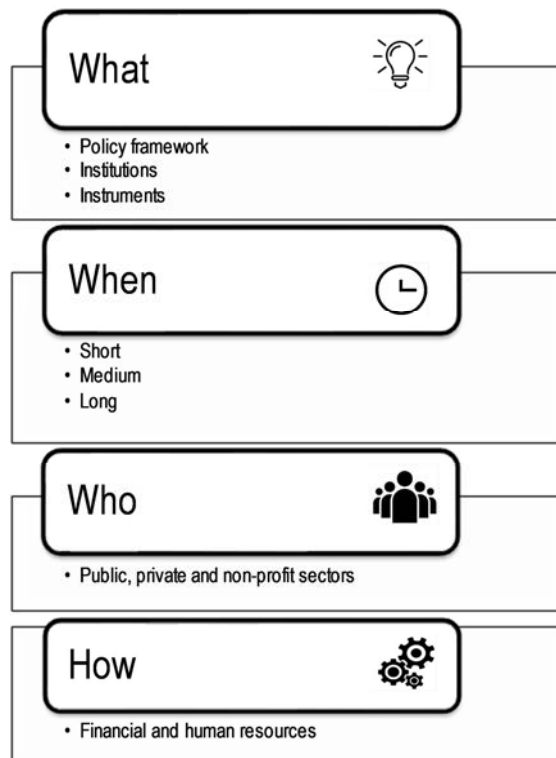 What
• Policy framework
• Institutions
• Instruments
When
• Short
• Medium
• Long
Who
• Public, private and non-profit sectors
How
• Financial and human resources